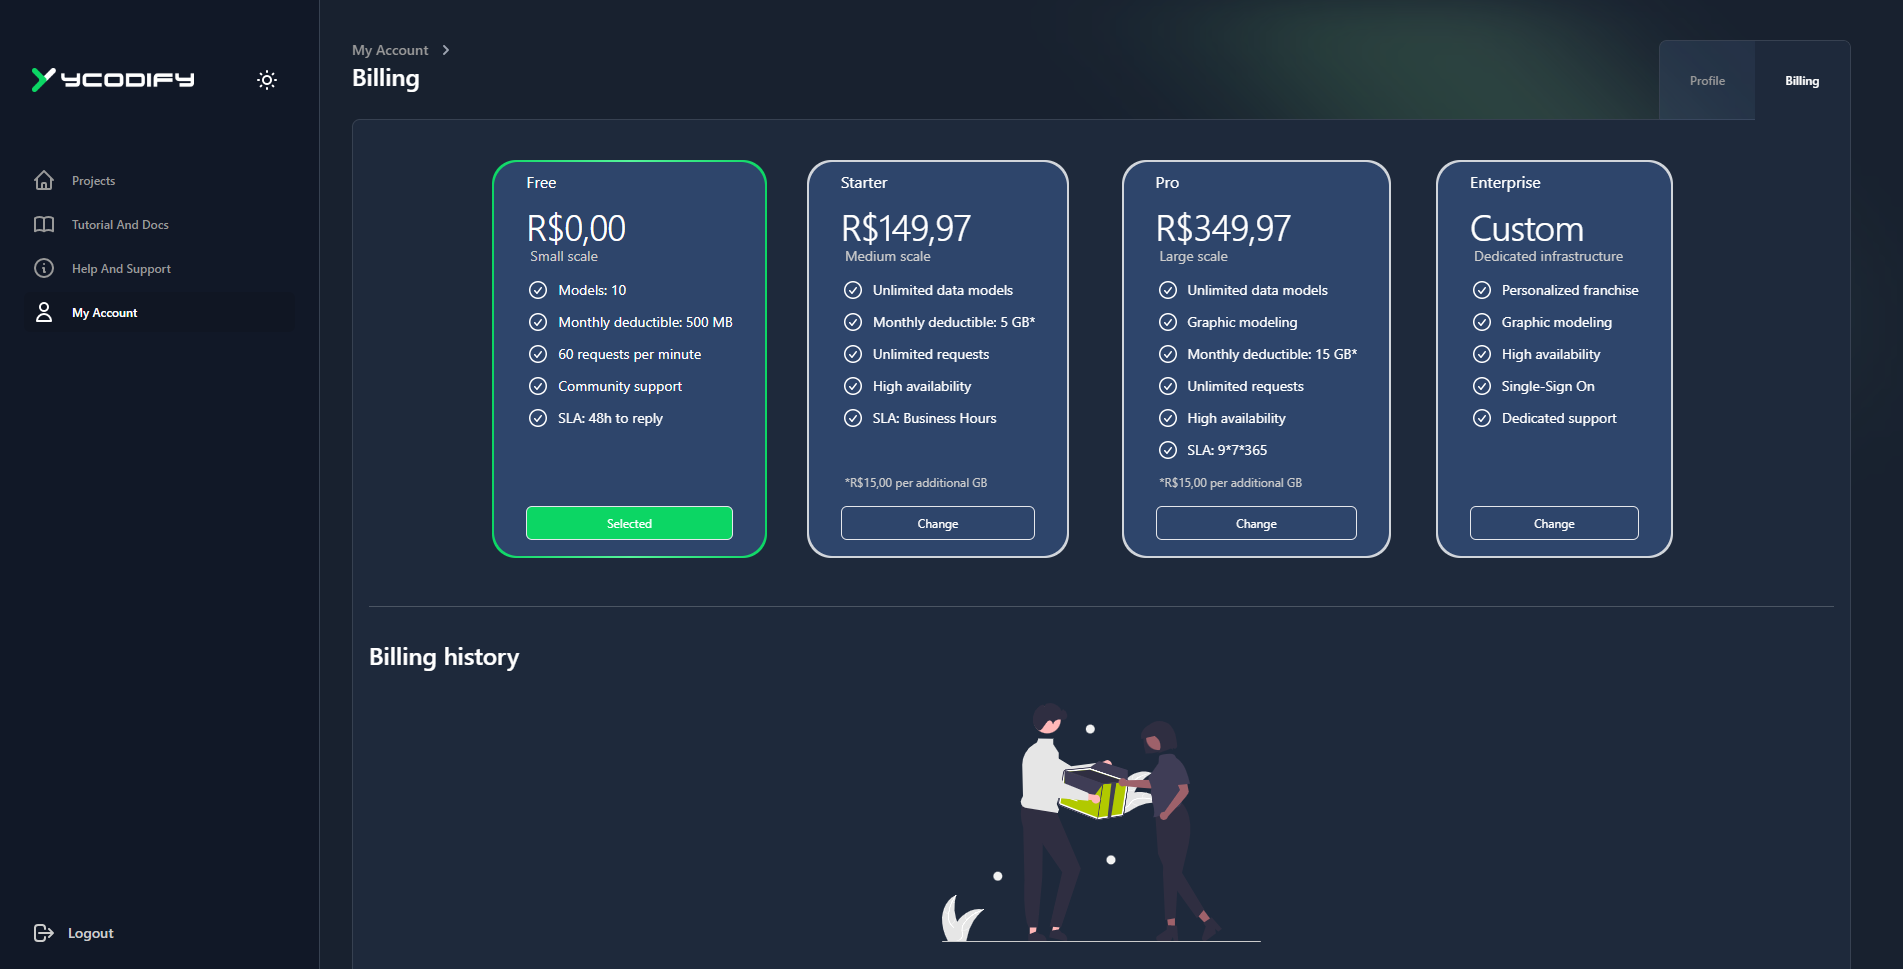 YCODIFY
Projects
Tutorial And Docs
Help And Support
My Account
Logout
My Account
Billing
Profile
Billing
Free
R$0,00
Small scale
Models: 10
Monthly deductible: 500 MB
60 requests per minute
Community support
SLA: 48h to reply
Selected
Starter
R$149,97
Medium scale
Unlimited data models
Monthly deductible: 5 GB*
Unlimited requests
High availability
SLA: Business Hours
*R$15,00 per additional GB
Change
Pro
R$349,97
Large scale
Unlimited data models
Graphic modeling
Monthly deductible: 15 GB*
Unlimited requests
High availability
SLA: 9*7*365
*R$15,00 per additional GB
Change
Enterprise
Custom
Dedicated infrastructure
Personalized franchise
Graphic modeling
High availability
Single-Sign On
Dedicated support
Change
Billing history